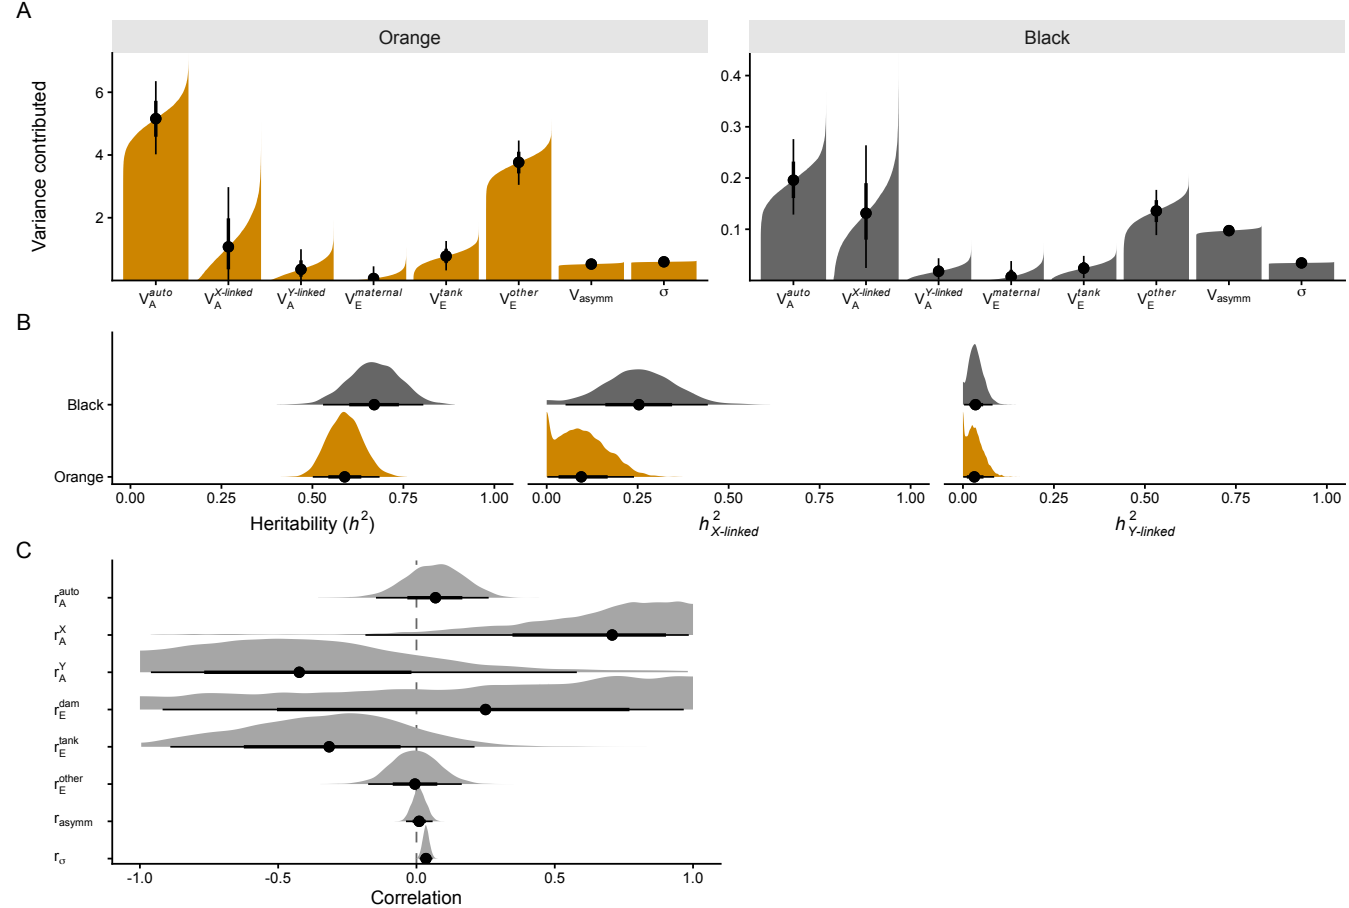 A
Orange Black
Variance contributed
6
4
2
0.4
0.3
0.2
0.1
V_A^auto V_A^X-linked V_A^Y-linked V_E^maternal V_E^tank V_E^other V_asymm σ
V_A^auto V_A^X-linked V_A^Y-linked V_E^maternal V_E^tank V_E^other V_asymm σ
B
Black
Orange
0.00 0.25 0.50 0.75 1.00
0.00 0.25 0.50 0.75 1.00
0.00 0.25 0.50 0.75 1.00
Heritability (h²)
h²_X-linked
h²_Y-linked
C
r_A^auto
r_A^X
r_A^Y
r_E^dam
r_E^tank
r_E^other
r_asymm
r_σ
-1.0 -0.5 0.0 0.5 1.0
Correlation